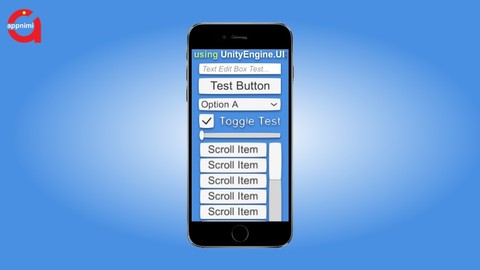 appnimi
using UnityEngine.UI
Text Edit Box Test...
Test Button
Option A
Toggle Test
Scroll Item
Scroll Item
Scroll Item
Scroll Item
Scroll Item